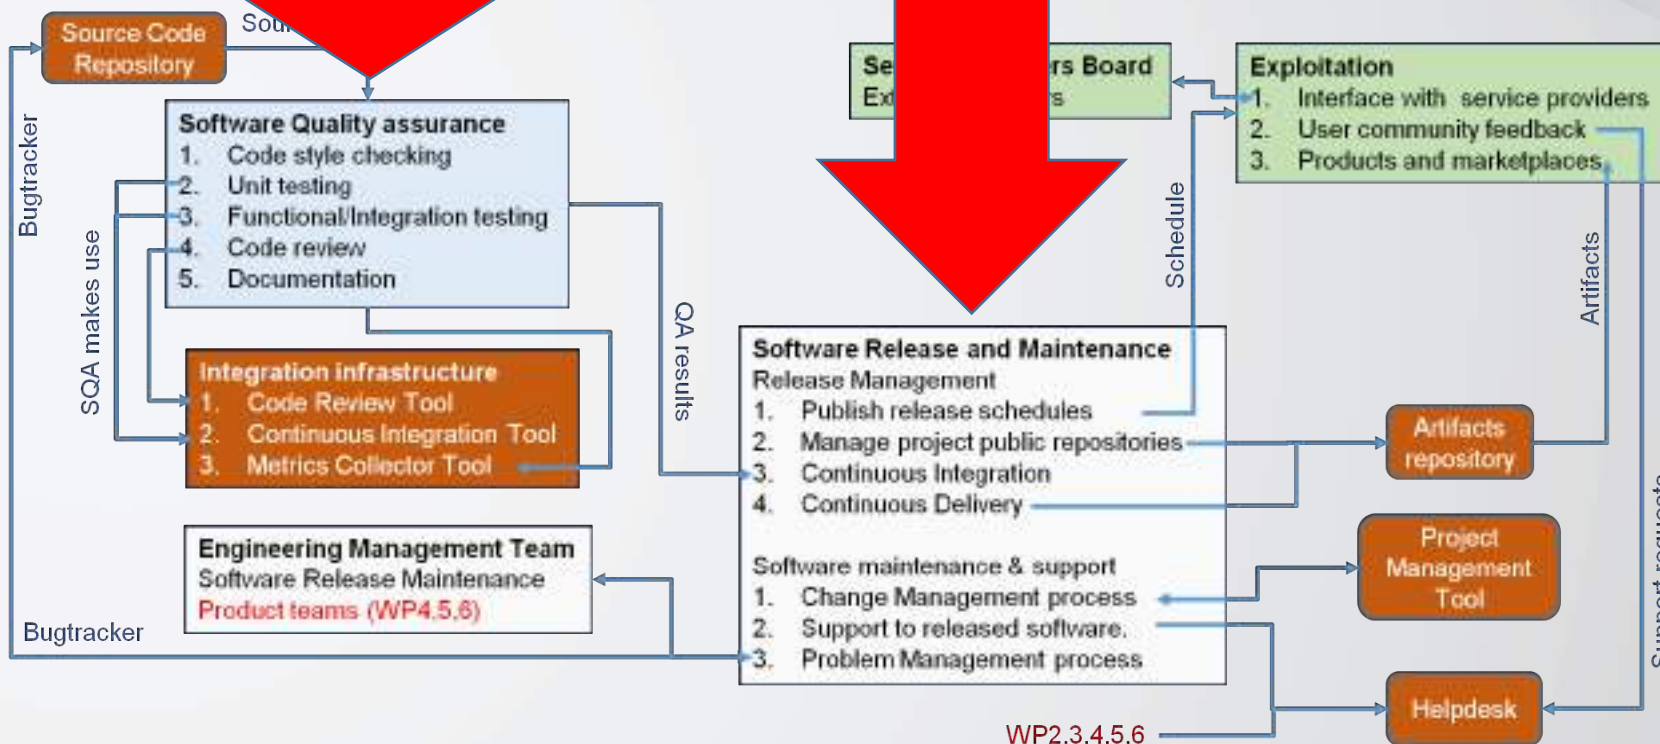 Source Code
Repository
Bugtracker
Software Quality assurance
1. Code style checking
2. Unit testing
3. Functional/Integration testing
4. Code review
5. Documentation
SQA makes use
Integration infrastructure
1. Code Review Tool
2. Continuous Integration Tool
3. Metrics Collector Tool
QA results
Engineering Management Team
Software Release Maintenance
Product teams (WP4,5,6)
Bugtracker
Board
Exploitation
1. Interface with service providers
2. User community feedback
3. Products and marketplaces
Schedule
Artifacts
Software Release and Maintenance
Release Management
1. Publish release schedules
2. Manage project public repositories
3. Continuous Integration
4. Continuous Delivery
Software maintenance & support
1. Change Management process
2. Support to released software.
3. Problem Management process
Artifacts
repository
Project
Management
Tool
Support requests
Helpdesk
WP2,3,4,5,6